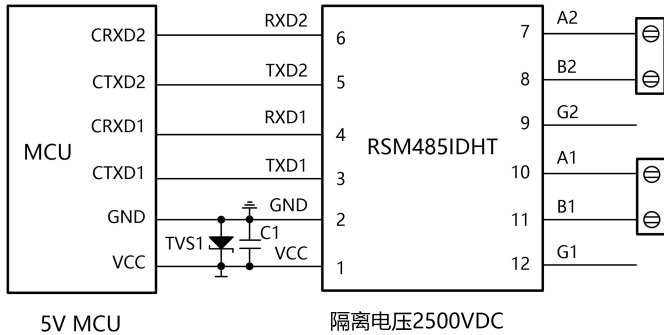 CRXD2 RXD2 6 7 A2
CTXD2 TXD2 5 8 B2
CRXD1 RXD1 4 9 G2
MCU RSM485IDHT
CTXD1 TXD1 3 10 A1
GND GND 2 11 B1
TVS1 C1
VCC VCC 1 12 G1
5V MCU 隔离电压2500VDC